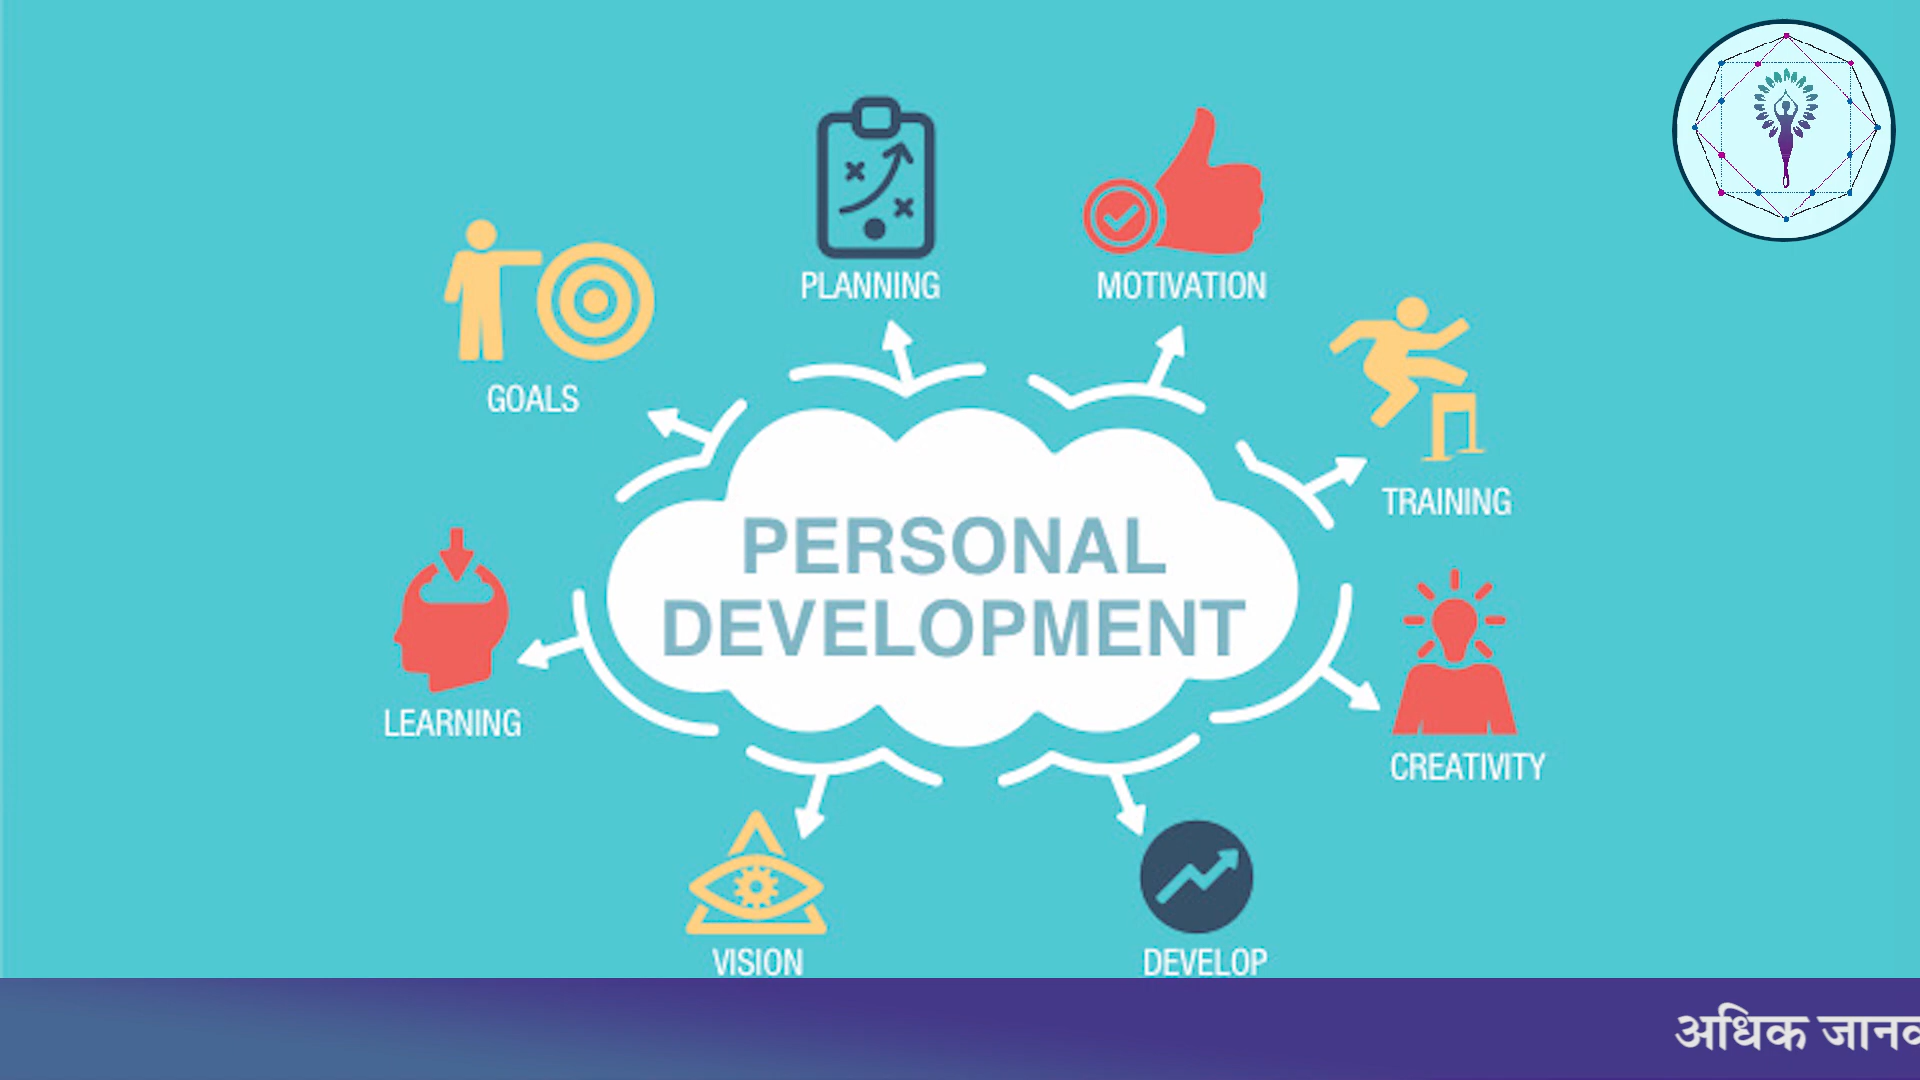 PLANNING
MOTIVATION
GOALS
TRAINING
PERSONAL
DEVELOPMENT
LEARNING
CREATIVITY
VISION
DEVELOP
अधिक